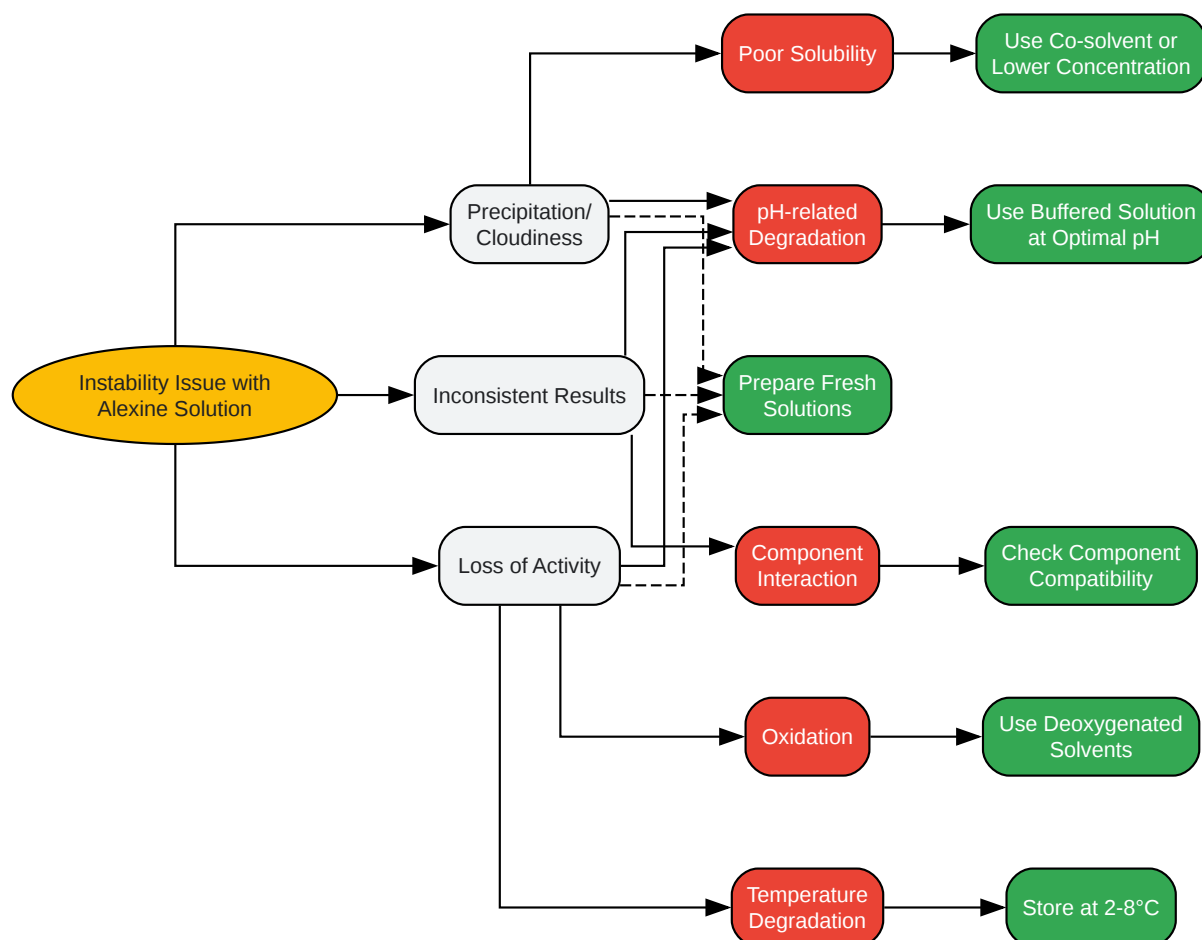 Poor Solubility
Use Co-solvent or
Lower Concentration
Precipitation/
Cloudiness
pH-related
Degradation
Use Buffered Solution
at Optimal pH
Instability Issue with
Alexine Solution
Inconsistent Results
Prepare Fresh
Solutions
Loss of Activity
Component
Interaction
Check Component
Compatibility
Oxidation
Use Deoxygenated
Solvents
Temperature
Degradation
Store at 2-8°C